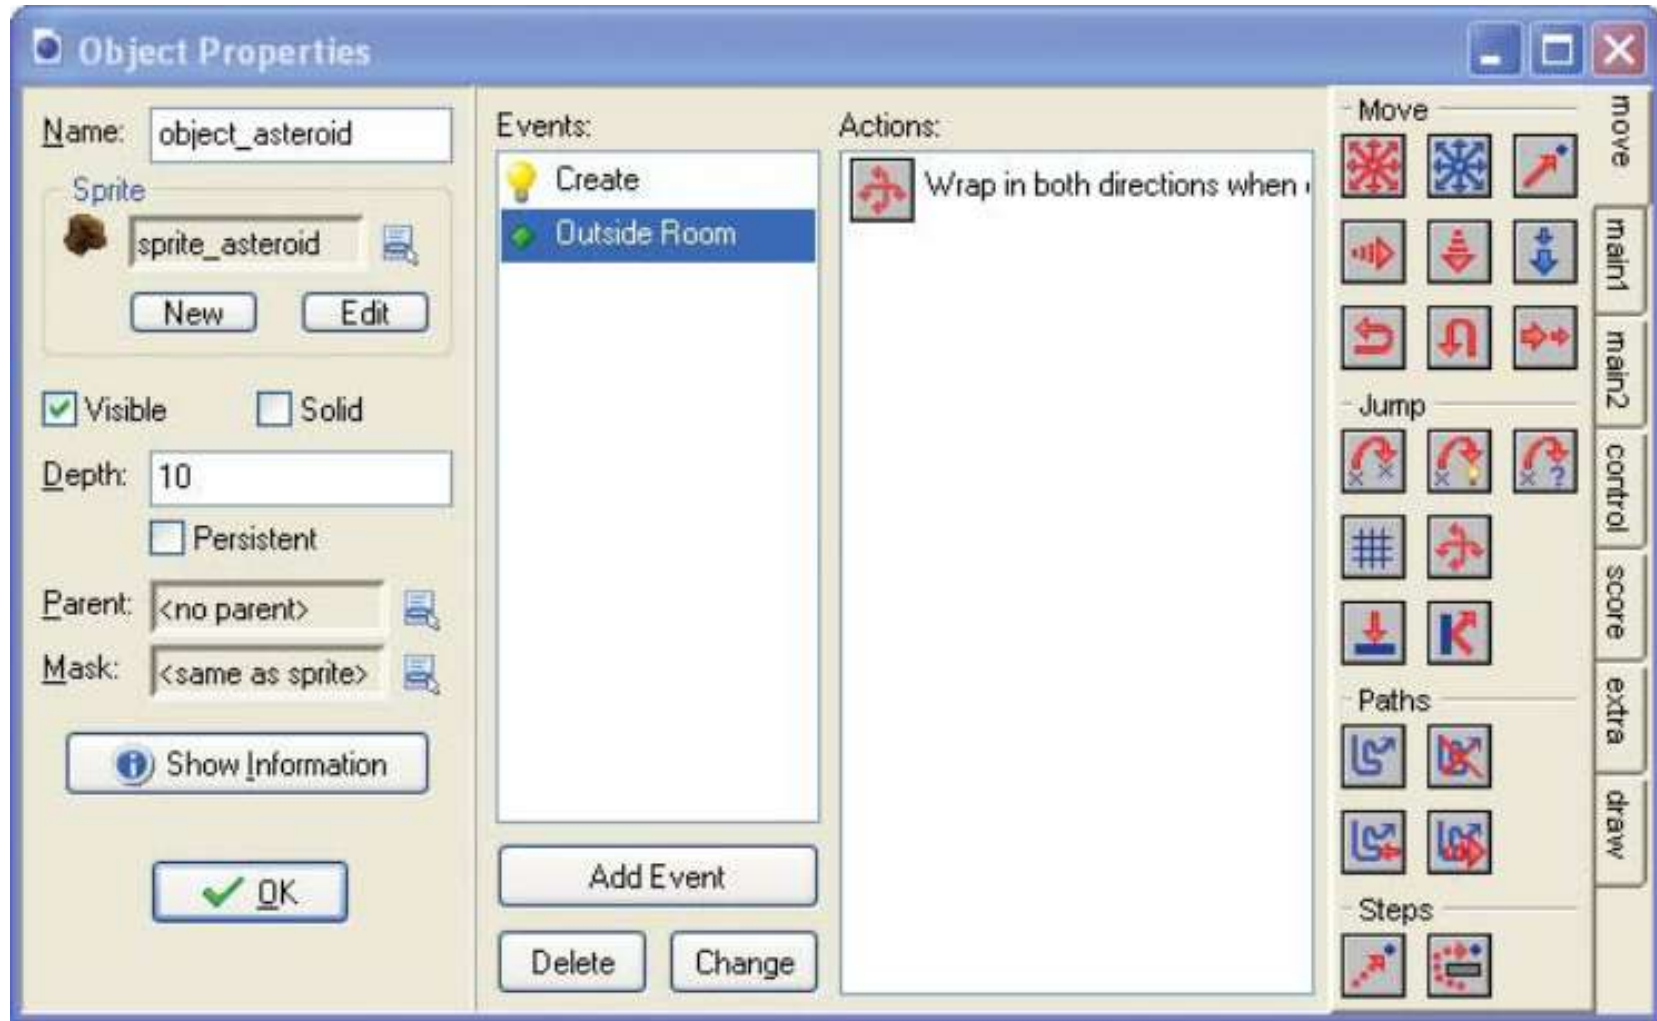 Object Properties
Name: object_asteroid
Sprite
sprite_asteroid
New Edit
Visible Solid
Depth: 10
Persistent
Parent: <no parent>
Mask: <same as sprite>
Show Information
OK
Events:
Create
Outside Room
Add Event
Delete Change
Actions:
Wrap in both directions when
Move
Jump
Paths
Steps
move
main1
main2
control
score
extra
draw